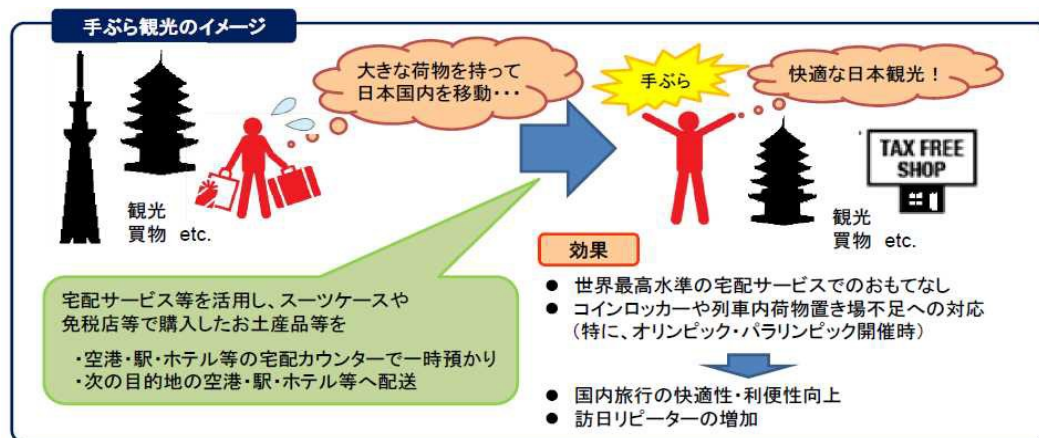 手ぶら観光のイメージ
大きな荷物を持って
日本国内を移動・・・
手ぶら
快適な日本観光！
TAX FREE
SHOP
観光
買物 etc.
観光
買物 etc.
宅配サービス等を活用し、スーツケースや
免税店等で購入したお土産品等を
・空港・駅・ホテル等の宅配カウンターで一時預かり
・次の目的地の空港・駅・ホテル等へ配送
効果
● 世界最高水準の宅配サービスでのおもてなし
● コインロッカーや列車内荷物置き場不足への対応
（特に、オリンピック・パラリンピック開催時）
● 国内旅行の快適性・利便性向上
● 訪日リピーターの増加